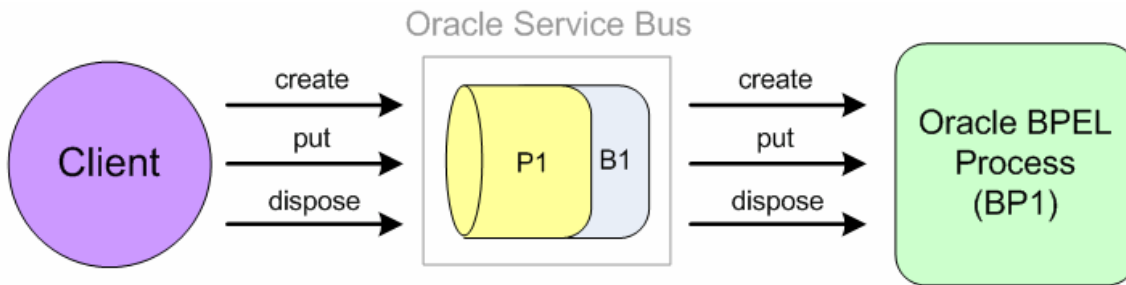 Oracle Service Bus
Client
create
put
dispose
P1
B1
create
put
dispose
Oracle BPEL
Process
(BP1)